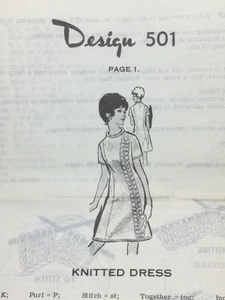 Design 501
PAGE 1.
KNITTED DRESS
K; Purl = P; Stitch = st; Together = tog;